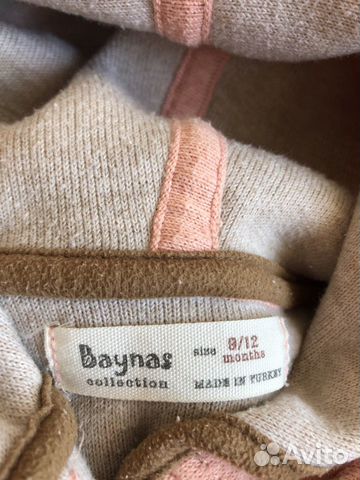 Baynas
collection
size 9/12
months
MADE IN TURKEY
Avito